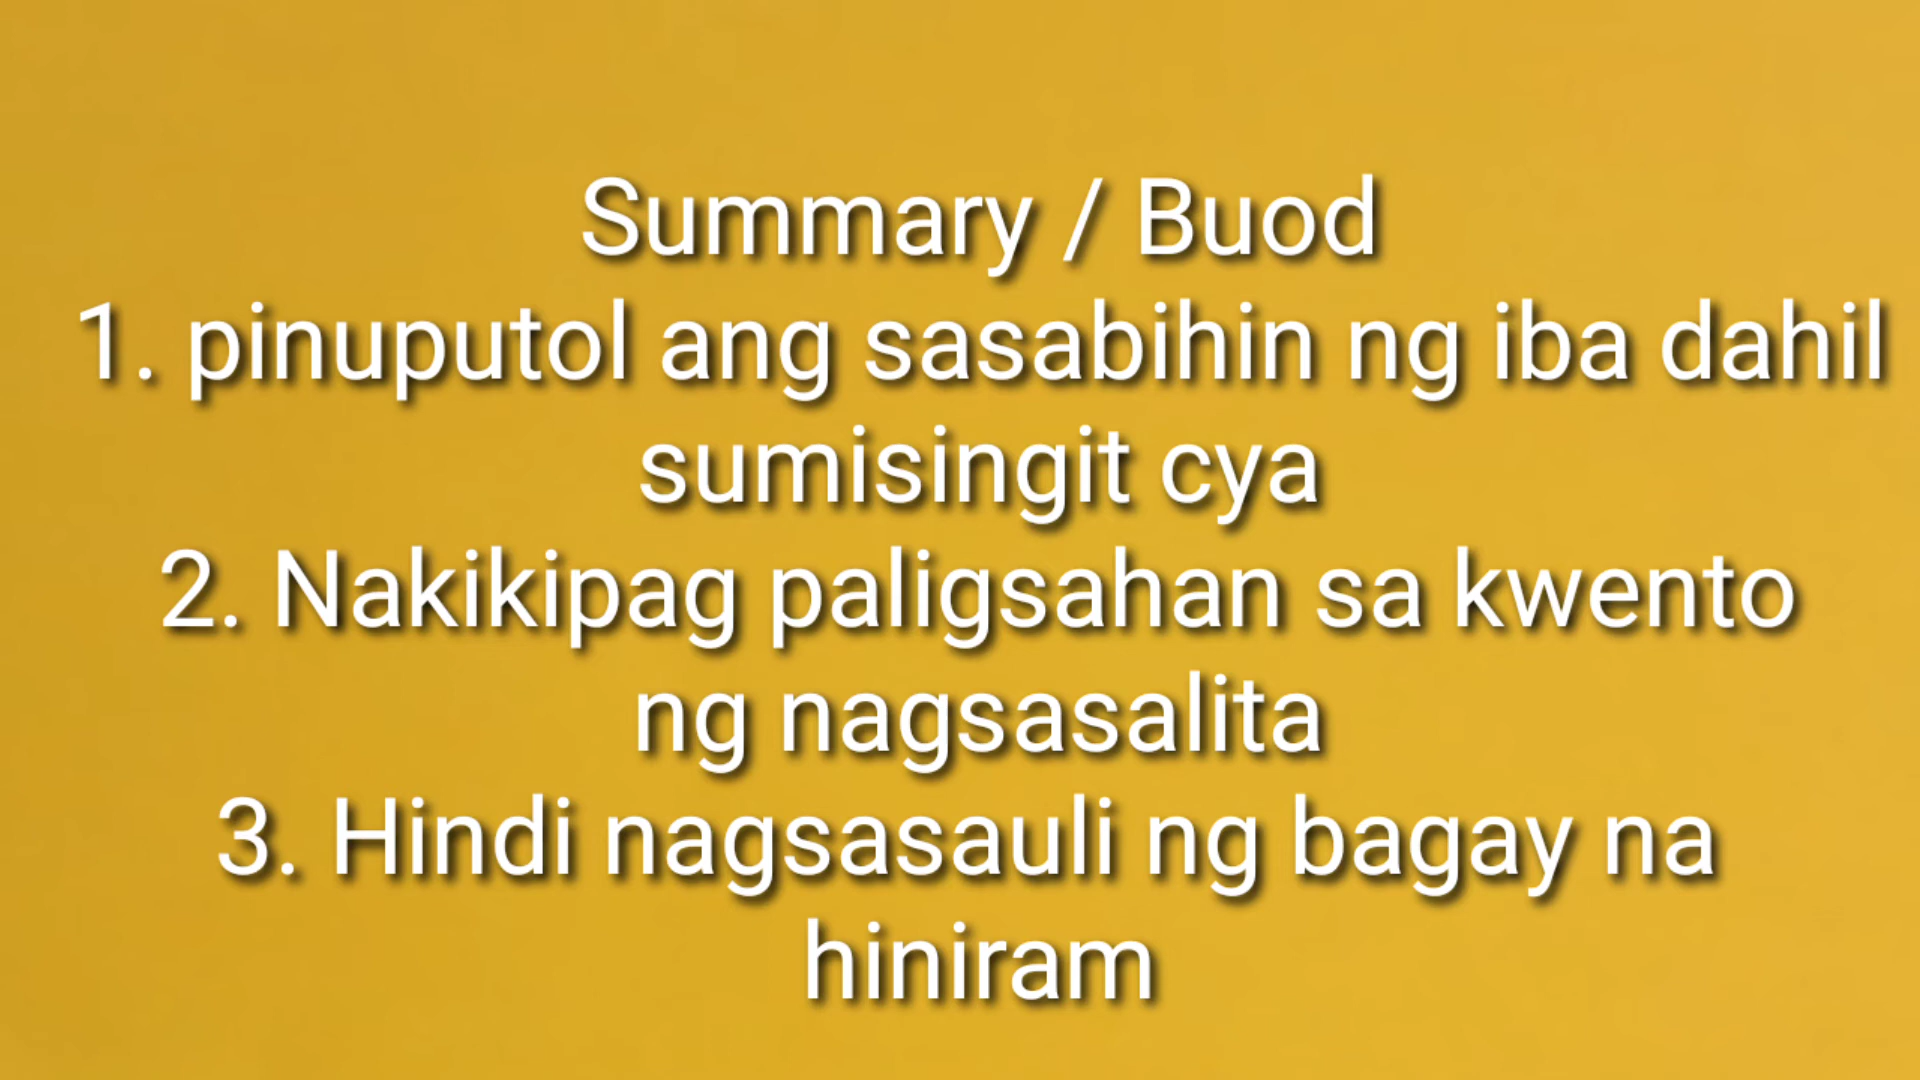 Summary / Buod
1. pinuputol ang sasabihin ng iba dahil
sumisingit cya
2. Nakikipag paligsahan sa kwento
ng nagsasalita
3. Hindi nagsasauli ng bagay na
hiniram